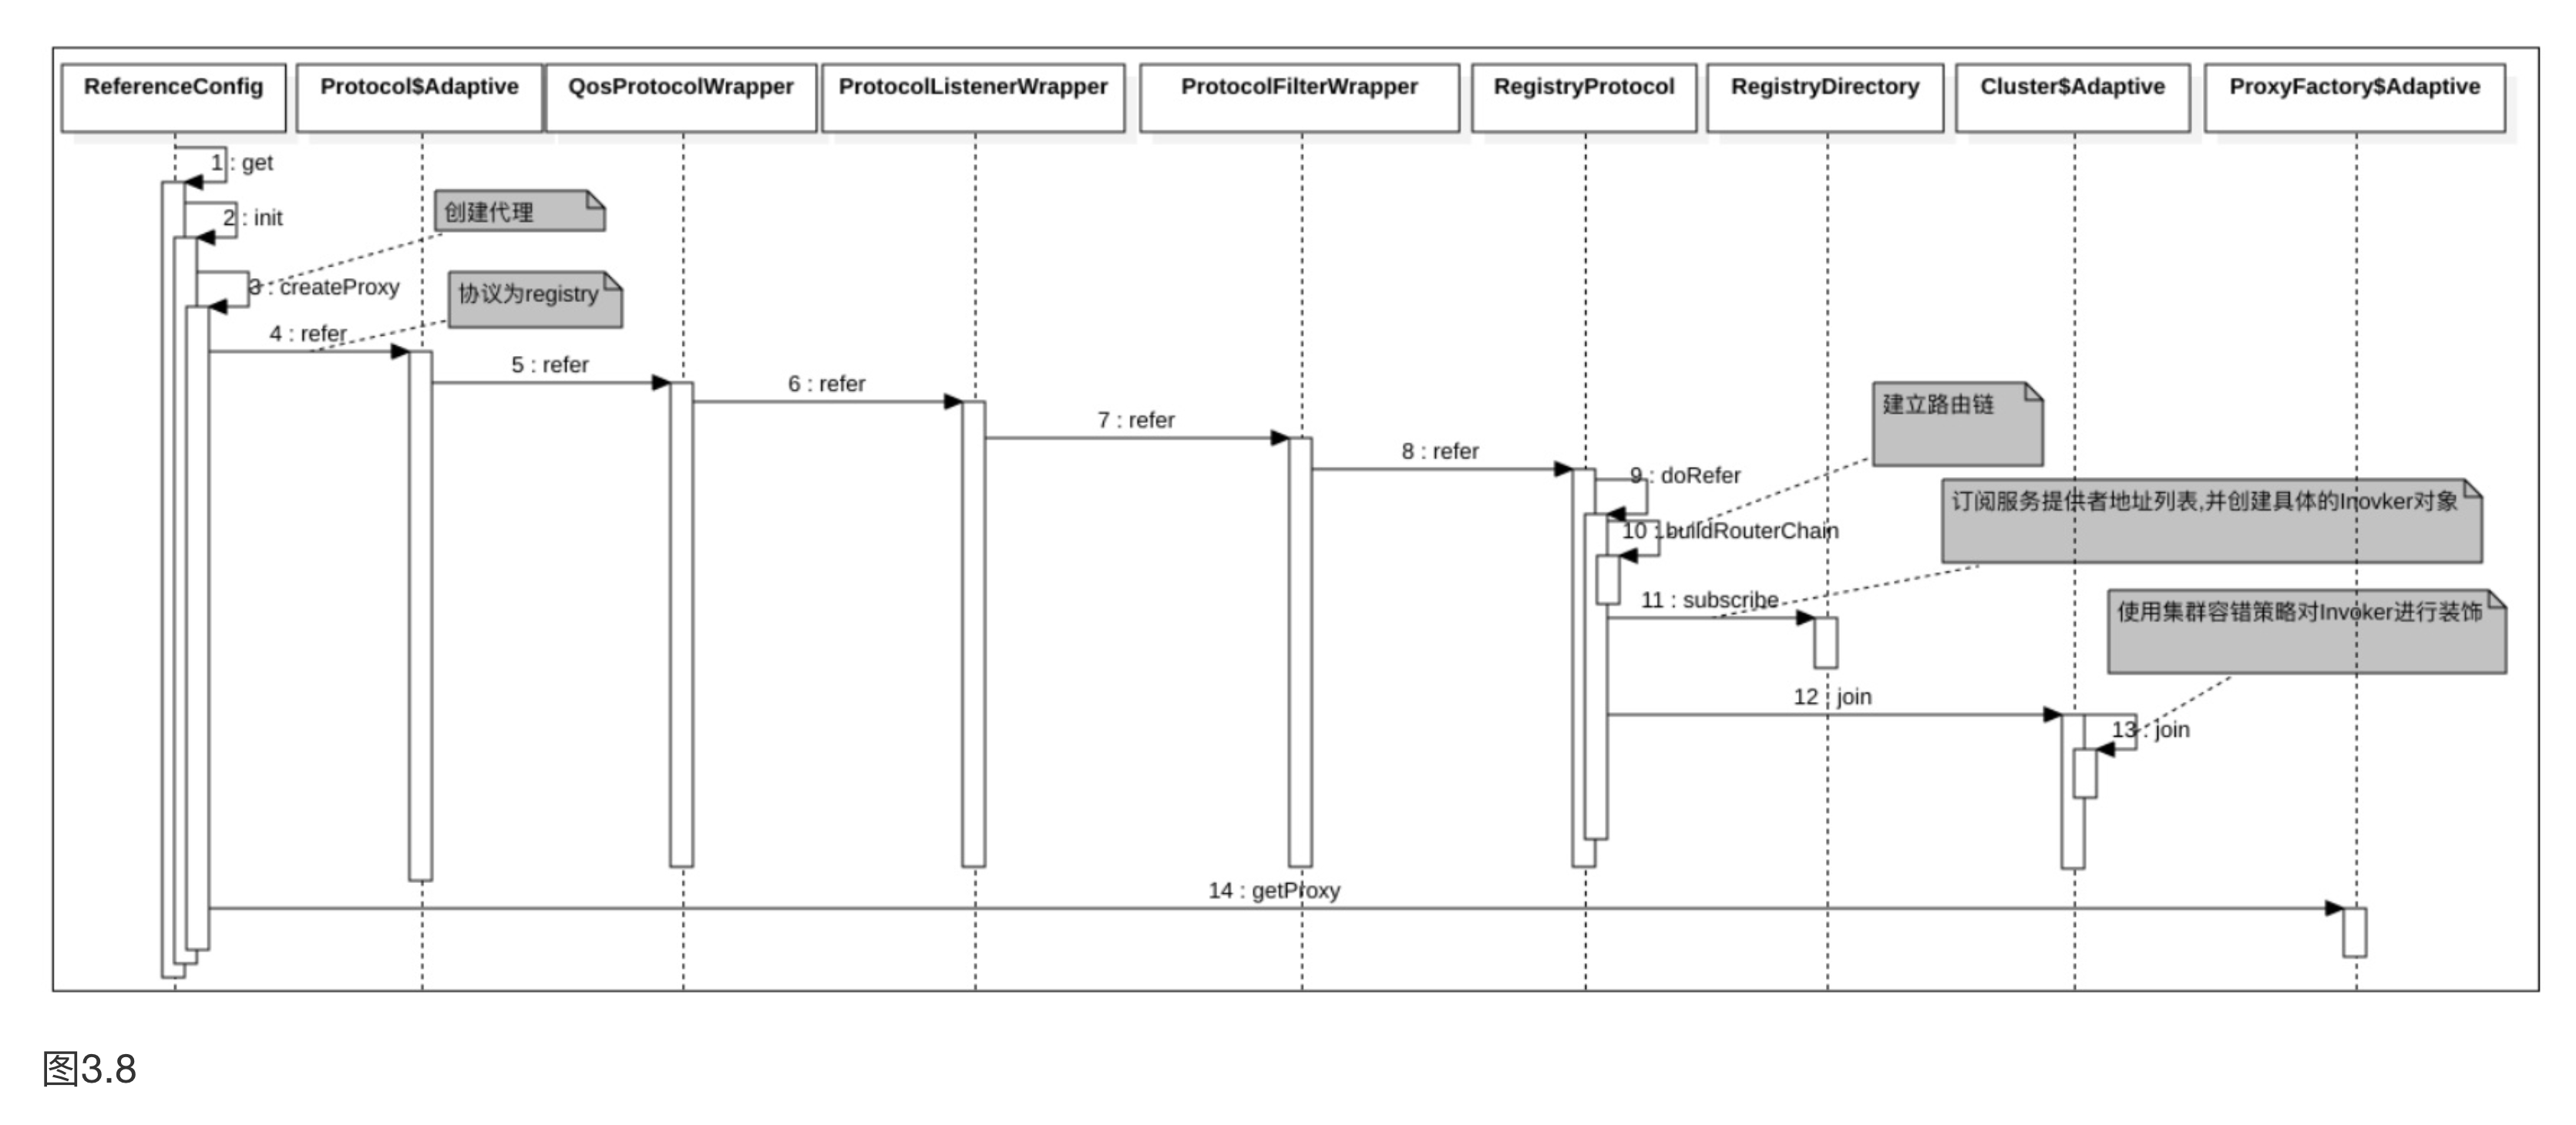 ReferenceConfig
Protocol$Adaptive
QosProtocolWrapper
ProtocolListenerWrapper
ProtocolFilterWrapper
RegistryProtocol
RegistryDirectory
Cluster$Adaptive
ProxyFactory$Adaptive
1 : get
2 : init
创建代理
3 : createProxy
协议为registry
4 : refer
5 : refer
6 : refer
7 : refer
8 : refer
建立路由链
9 : doRefer
订阅服务提供者地址列表,并创建具体的Inovker对象
10 : buildRouterChain
11 : subscribe
使用集群容错策略对Invoker进行装饰
12 : join
13 : join
14 : getProxy
图3.8